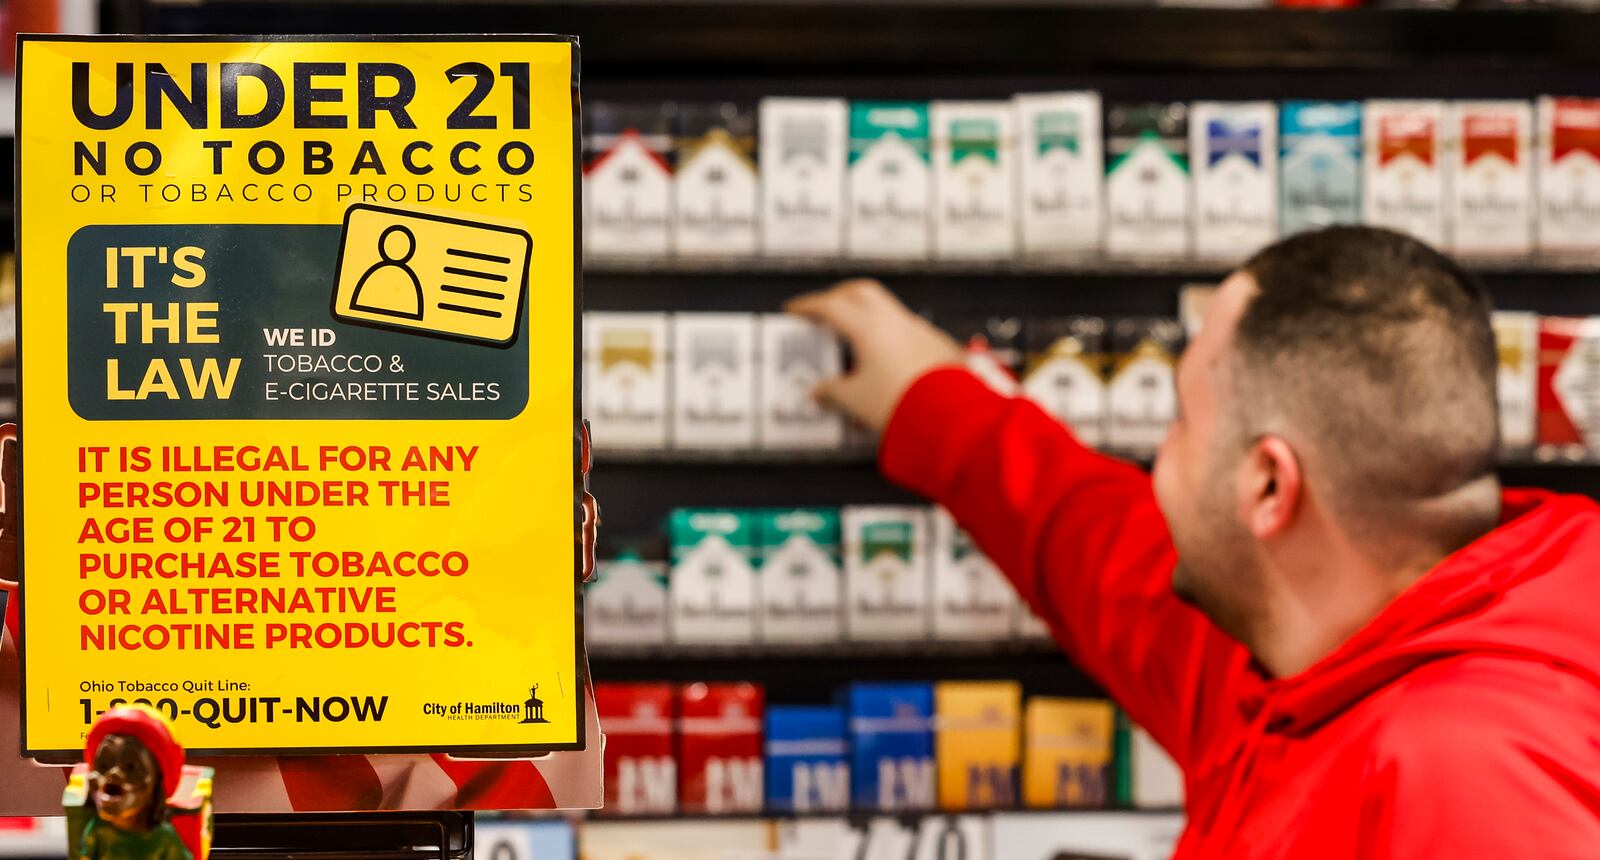 UNDER 21
NO TOBACCO
OR TOBACCO PRODUCTS
IT'S
THE
LAW
WE ID
TOBACCO &
E-CIGARETTE SALES
IT IS ILLEGAL FOR ANY
PERSON UNDER THE
AGE OF 21 TO
PURCHASE TOBACCO
OR ALTERNATIVE
NICOTINE PRODUCTS.
Ohio Tobacco Quit Line:
1-800-QUIT-NOW
City of Hamilton
HEALTH DEPARTMENT